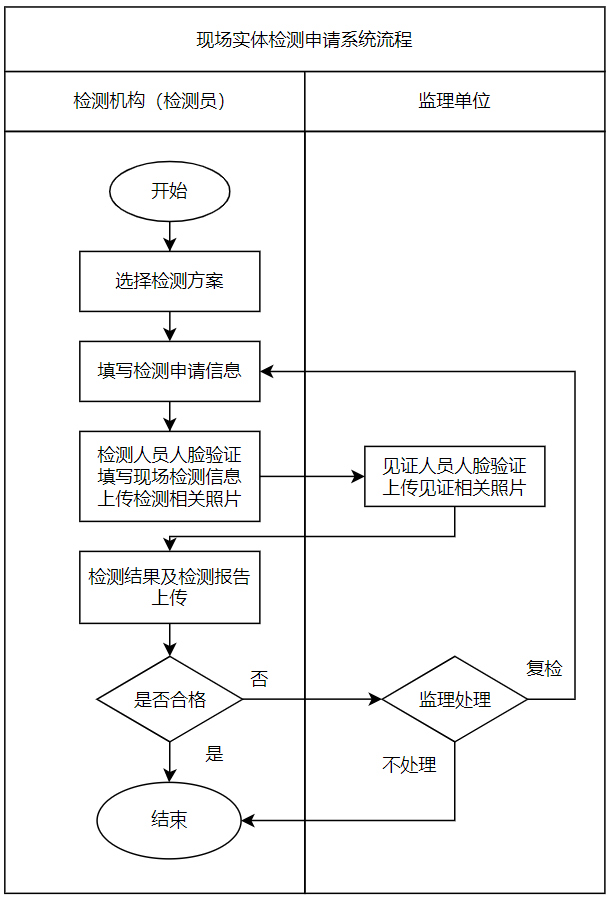 现场实体检测申请系统流程
检测机构（检测员）
监理单位
开始
选择检测方案
填写检测申请信息
检测人员人脸验证
填写现场检测信息
上传检测相关照片
见证人员人脸验证
上传见证相关照片
检测结果及检测报告
上传
是否合格
否
监理处理
复检
是
不处理
结束